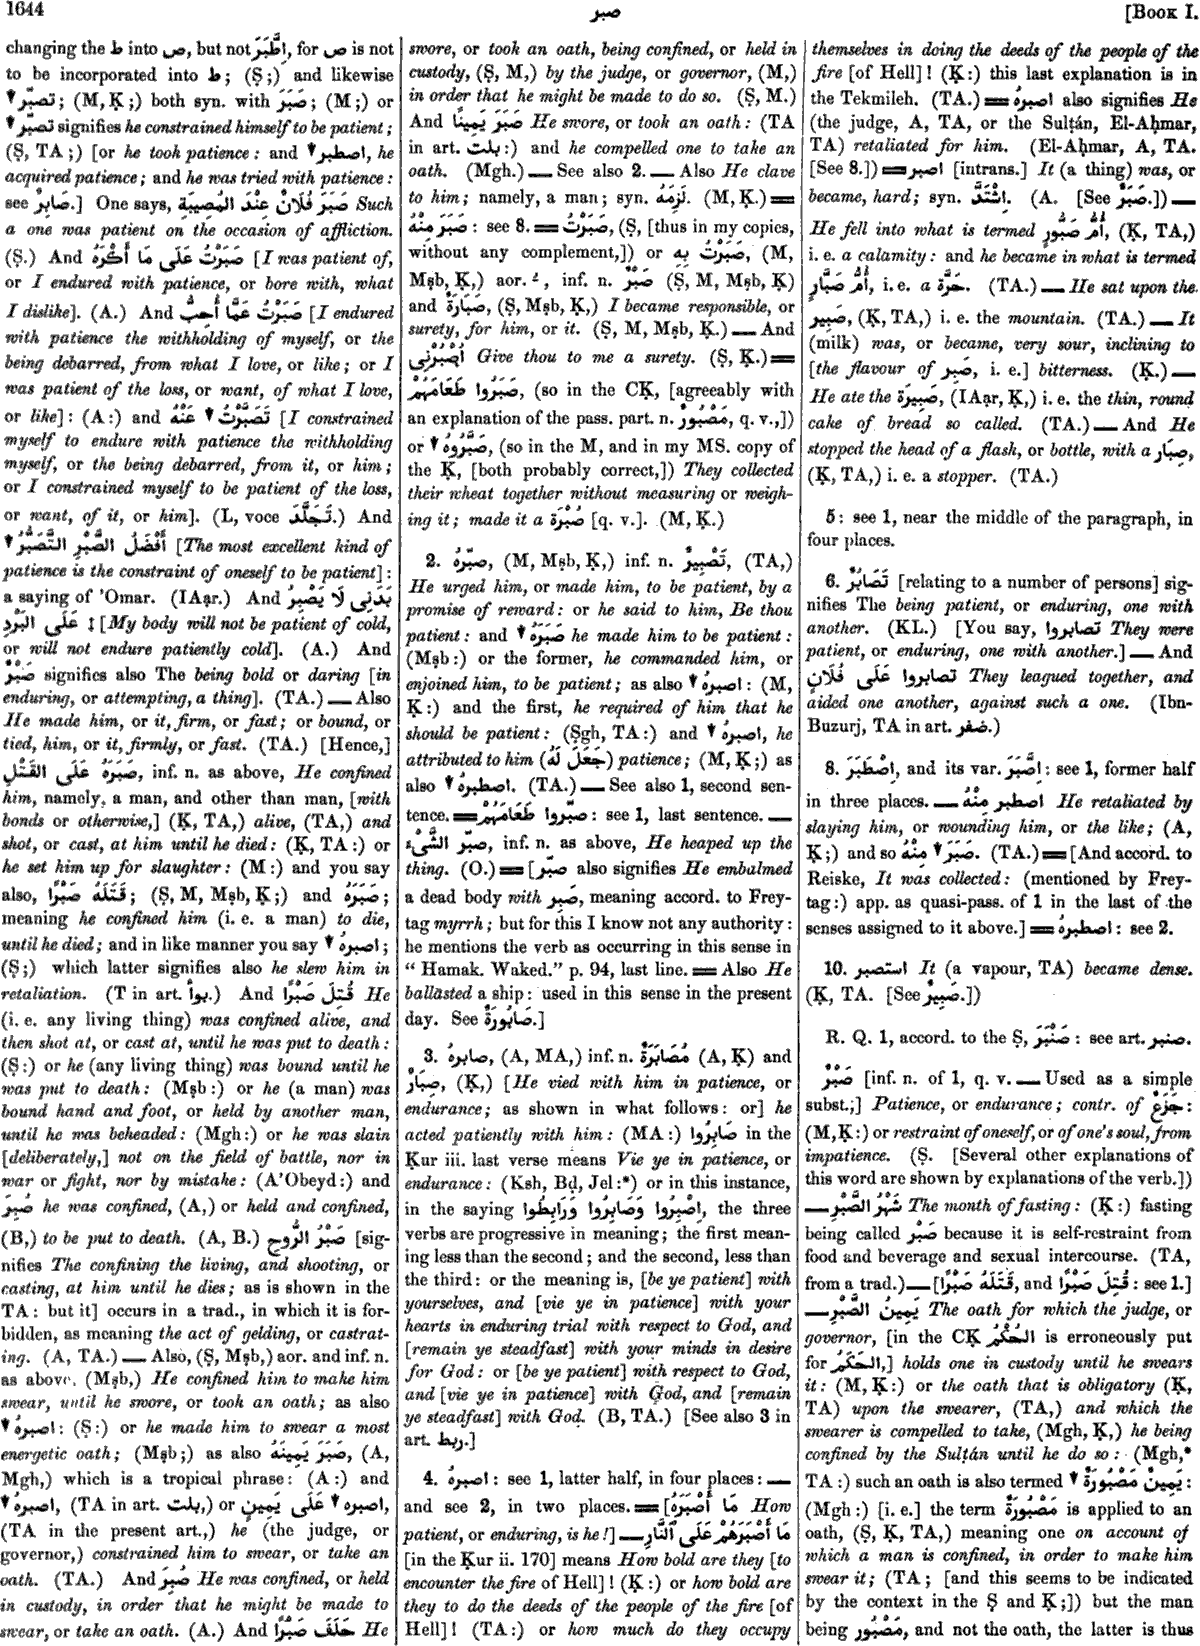 1644
صبر
[Book I.
changing the ط into ص, but not اِطَّبَرَ, for ص is not
to be incorporated into ط; (Ṣ;) and likewise
▼ تصبّر; (M, Ḳ;) both syn. with صَبَرَ; (M;) or
▼ تصبّر signifies he constrained himself to be patient;
(Ṣ, TA;) [or he took patience: and ▼ اصطبر, he
acquired patience; and he was tried with patience:
see صَابِرٌ.] One says, صَبَرَ فُلَانٌ عِنْدَ المُصِيبَةِ Such
a one was patient on the occasion of affliction.
(Ṣ.) And صَبَرْتُ عَلَى مَا أَكْرَهُ [I was patient of,
or I endured with patience, or bore with, what
I dislike]. (A.) And صَبَرْتُ عَمَّا أُحِبُّ [I endured
with patience the withholding of myself, or the
being debarred, from what I love, or like; or I
was patient of the loss, or want, of what I love,
or like]: (A:) and تَصَبَّرْتُ ▼ عَنْهُ [I constrained
myself to endure with patience the withholding
myself, or the being debarred, from it, or him;
or I constrained myself to be patient of the loss,
or want, of it, or him]. (L, voce تَجَلَّدَ.) And
▼ أَفْضَلُ الصَّبْرِ التَّصَبُّرُ [The most excellent kind of
patience is the constraint of oneself to be patient]:
a saying of 'Omar. (IAạr.) And بَدَنِى لَا يَصْبِرُ
عَلَى البَرْدِ ‡ [My body will not be patient of cold,
or will not endure patiently cold]. (A.) And
صَبْرٌ signifies also The being bold or daring [in
enduring, or attempting, a thing]. (TA.) — Also
He made him, or it, firm, or fast; or bound, or
tied, him, or it, firmly, or fast. (TA.) [Hence,]
صَبَرَهُ عَلَى القَتْلِ, inf. n. as above, He confined
him, namely, a man, and other than man, [with
bonds or otherwise,] (Ḳ, TA,) alive, (TA,) and
shot, or cast, at him until he died: (Ḳ, TA:) or
he set him up for slaughter: (M:) and you say
also, قَتَلَهُ صَبْرًا; (Ṣ, M, Mṣb, Ḳ;) and صَبَرَهُ;
meaning he confined him (i. e. a man) to die,
until he died; and in like manner you say ▼ اصبرهُ;
(Ṣ;) which latter signifies also he slew him in
retaliation. (T in art. بوأ.) And قُتِلَ صَبْرًا He
(i. e. any living thing) was confined alive, and
then shot at, or cast at, until he was put to death:
(Ṣ:) or he (any living thing) was bound until he
was put to death: (Mṣb:) or he (a man) was
bound hand and foot, or held by another man,
until he was beheaded: (Mgh:) or he was slain
[deliberately,] not on the field of battle, nor in
war or fight, nor by mistake: (A'Obeyd:) and
صُبِرَ he was confined, (A,) or held and confined,
(B,) to be put to death. (A, B.) صَبْرُ الرُّوحِ [sig-
nifies The confining the living, and shooting, or
casting, at him until he dies; as is shown in the
TA: but it] occurs in a trad., in which it is for-
bidden, as meaning the act of gelding, or castrat-
ing. (A, TA.) — Also, (Ṣ, Mṣb,) aor. and inf. n.
as above, (Mṣb,) He confined him to make him
swear, until he swore, or took an oath; as also
▼ اصبرهُ: (Ṣ:) or he made him to swear a most
energetic oath; (Mṣb;) as also صَبَرَ يَمِينَهُ, (A,
Mgh,) which is a tropical phrase: (A:) and
▼ اصبرهُ, (TA in art. بلت,) or اصبره ▼ عَلَى يَمِينٍ,
(TA in the present art.,) he (the judge, or
governor,) constrained him to swear, or take an
oath. (TA.) And صُبِرَ He was confined, or held
in custody, in order that he might be made to
swear, or take an oath. (A.) And حَلَفَ صَبْرًا He
swore, or took an oath, being confined, or held in
custody, (Ṣ, M,) by the judge, or governor, (M,)
in order that he might be made to do so. (Ṣ, M.)
And صَبَرَ يَمِينًا He swore, or took an oath: (TA
in art. بلت:) and he compelled one to take an
oath. (Mgh.) — See also 2. — Also He clave
to him; namely, a man; syn. لَزِمَهُ. (M, Ḳ.) ==
صَبَرَ مِنْهُ: see 8. == صَبَرْتُ, (Ṣ, [thus in my copies,
without any complement,]) or صَبَرْتُ بِهِ, (M,
Mṣb, Ḳ,) aor. ـُ, inf. n. صَبْرٌ (Ṣ, M, Mṣb, Ḳ)
and صَبَارَةٌ, (Ṣ, Mṣb, Ḳ,) I became responsible, or
surety, for him, or it. (Ṣ, M, Mṣb, Ḳ.) — And
اُصْبُرْنِى Give thou to me a surety. (Ṣ, Ḳ.) ==
صَبَرُوا طَعَامَهُمْ, (so in the CḲ, [agreeably with
an explanation of the pass. part. n. مَصْبُورٌ, q. v.,])
or ▼ صَبَّرُوهُ, (so in the M, and in my MS. copy of
the Ḳ, [both probably correct,]) They collected
their wheat together without measuring or weigh-
ing it; made it a صُبْرَة [q. v.]. (M, Ḳ.)
2. صَبَّرهُ, (M, Mṣb, Ḳ,) inf. n. تَصْبِيرٌ, (TA,)
He urged him, or made him, to be patient, by a
promise of reward: or he said to him, Be thou
patient: and ▼ صَبَرَهُ he made him to be patient:
(Mṣb:) or the former, he commanded him, or
enjoined him, to be patient; as also ▼ اصبرهُ: (M,
Ḳ:) and the first, he required of him that he
should be patient: (Ṣgh, TA:) and ▼ اصبرهُ, he
attributed to him (جَعَلَ لَهُ) patience; (M, Ḳ;) as
also ▼ اصطبرهُ. (TA.) — See also 1, second sen-
tence. == صبّروا طَعَامَهُمْ: see 1, last sentence. —
صبّر الشَّىْءَ, inf. n. as above, He heaped up the
thing. (O.) == [صبّر also signifies He embalmed
a dead body with صَبِر, meaning accord. to Frey-
tag myrrh; but for this I know not any authority:
he mentions the verb as occurring in this sense in
“ Hamak. Waked.” p. 94, last line. == Also He
ballasted a ship: used in this sense in the present
day. See صَابُورَةٌ.]
3. صابرهُ, (A, MA,) inf. n. مُصَابَرَةٌ (A, Ḳ) and
صِبَارٌ, (Ḳ,) [He vied with him in patience, or
endurance; as shown in what follows: or] he
acted patiently with him: (MA:) صَابِرُوا in the
Ḳur iii. last verse means Vie ye in patience, or
endurance: (Ksh, Bḍ, Jel:*) or in this instance,
in the saying اِصْبِرُوا وَصَابِرُوا وَرَابِطُوا, the three
verbs are progressive in meaning; the first mean-
ing less than the second; and the second, less than
the third: or the meaning is, [be ye patient] with
yourselves, and [vie ye in patience] with your
hearts in enduring trial with respect to God, and
[remain ye steadfast] with your minds in desire
for God: or [be ye patient] with respect to God,
and [vie ye in patience] with God, and [remain
ye steadfast] with God. (B, TA.) [See also 3 in
art. ربط.]
4. اصبرهُ: see 1, latter half, in four places: —
and see 2, in two places. == [مَا أَصْبَرَهُ How
patient, or enduring, is he!] — مَا أَصْبَرَهُمْ عَلَى ٱلنَّارِ
[in the Ḳur ii. 170] means How bold are they [to
encounter the fire of Hell]! (Ḳ:) or how bold are
they to do the deeds of the people of the fire [of
Hell]! (TA:) or how much do they occupy
themselves in doing the deeds of the people of the
fire [of Hell]! (Ḳ:) this last explanation is in
the Tekmileh. (TA.) == اصبرهُ also signifies He
(the judge, A, TA, or the Sulṭán, El-Aḥmar,
TA) retaliated for him. (El-Aḥmar, A, TA.
[See 8.]) == اصبر [intrans.] It (a thing) was, or
became, hard; syn. اِشْتَدَّ. (A. [See صَبِرٌ.]) —
He fell into what is termed أُمُّ صَبُّورٍ, (Ḳ, TA,)
i. e. a calamity: and he became in what is termed
أُمُّ صَبَّارٍ, i. e. a حَرَّة. (TA.) — He sat upon the
صَبِير, (Ḳ, TA,) i. e. the mountain. (TA.) — It
(milk) was, or became, very sour, inclining to
[the flavour of صَبِر, i. e.] bitterness. (Ḳ.) —
He ate the صَبِيرَة, (IAạr, Ḳ,) i. e. the thin, round
cake of bread so called. (TA.) — And He
stopped the head of a flash, or bottle, with a صِبَار,
(Ḳ, TA,) i. e. a stopper. (TA.)
5: see 1, near the middle of the paragraph, in
four places.
6. تَصَابُرٌ [relating to a number of persons] sig-
nifies The being patient, or enduring, one with
another. (KL.) [You say, تصابروا They were
patient, or enduring, one with another.] — And
تصابروا عَلَى فُلَانٍ They leagued together, and
aided one another, against such a one. (Ibn-
Buzurj, TA in art. ضفر.)
8. اِصْطَبَرَ, and its var. اِصَّبَرَ: see 1, former half
in three places. — اصطبر مِنْهُ He retaliated by
slaying him, or wounding him, or the like; (A,
Ḳ;) and so صَبَرَ ▼ مِنْهُ. (TA.) == [And accord. to
Reiske, It was collected: (mentioned by Frey-
tag:) app. as quasi-pass. of 1 in the last of the
senses assigned to it above.] == اصطبرهُ: see 2.
10. استصبر It (a vapour, TA) became dense.
(Ḳ, TA. [See صَبِيرٌ.])
R. Q. 1, accord. to the Ṣ, صَنْبَرَ: see art. صنبر.
صَبْرٌ [inf. n. of 1, q. v. — Used as a simple
subst.;] Patience, or endurance; contr. of جَزَعٌ:
(M, Ḳ:) or restraint of oneself, or of one's soul, from
impatience. (Ṣ. [Several other explanations of
this word are shown by explanations of the verb.])
— شَهْرُ الصَّبْرِ The month of fasting: (Ḳ:) fasting
being called صَبْر because it is self-restraint from
food and beverage and sexual intercourse. (TA,
from a trad.) — [قَتَلَهُ صَبْرًا, and قُتِلَ صَبْرًا: see 1.]
— يَمِينُ الصَّبْرِ The oath for which the judge, or
governor, [in the CḲ الحُكْمُ is erroneously put
for الحَكَمُ,] holds one in custody until he swears
it: (M, Ḳ:) or the oath that is obligatory (Ḳ,
TA) upon the swearer, (TA,) and which the
swearer is compelled to take, (Mgh, Ḳ,) he being
confined by the Sulṭán until he do so: (Mgh,*
TA:) such an oath is also termed ▼ يَمِينٌ مَصْبُورَةٌ:
(Mgh:) [i. e.] the term مَصْبُورَةٌ is applied to an
oath, (Ṣ, Ḳ, TA,) meaning one on account of
which a man is confined, in order to make him
swear it; (TA; [and this seems to be indicated
by the context in the Ṣ and Ḳ;]) but the man
being مَصْبُور, and not the oath, the latter is thus